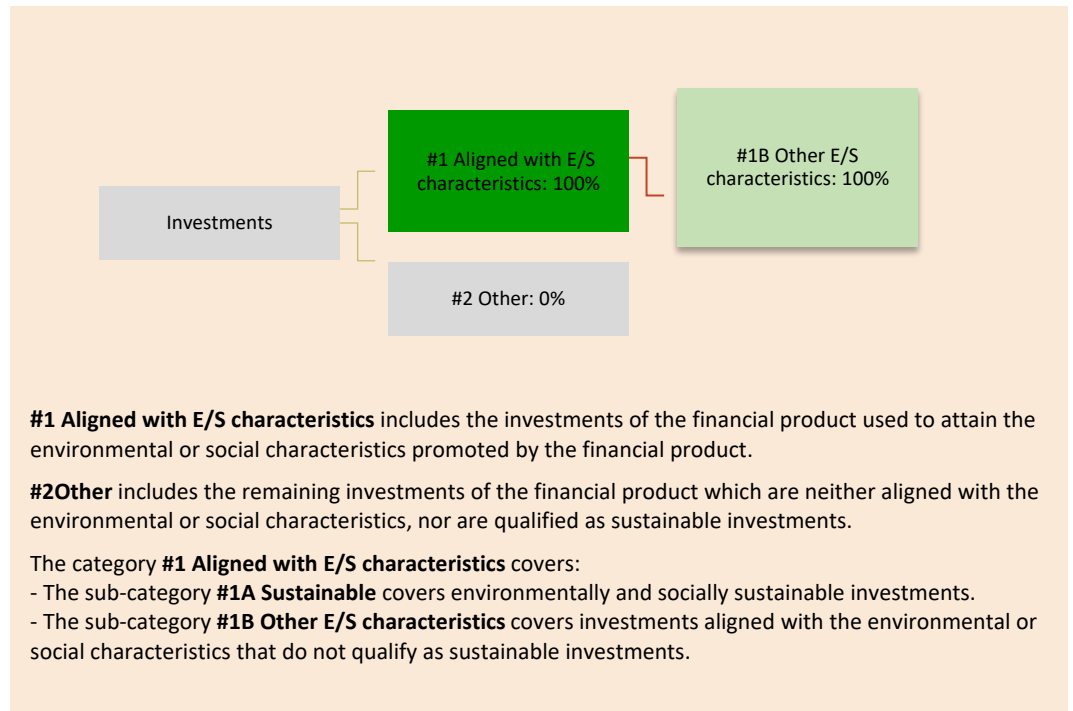 #1 Aligned with E/S
characteristics: 100%
#1B Other E/S
characteristics: 100%
Investments
#2 Other: 0%
#1 Aligned with E/S characteristics includes the investments of the financial product used to attain the
environmental or social characteristics promoted by the financial product.
#2Other includes the remaining investments of the financial product which are neither aligned with the
environmental or social characteristics, nor are qualified as sustainable investments.
The category #1 Aligned with E/S characteristics covers:
- The sub-category #1A Sustainable covers environmentally and socially sustainable investments.
- The sub-category #1B Other E/S characteristics covers investments aligned with the environmental or
social characteristics that do not qualify as sustainable investments.